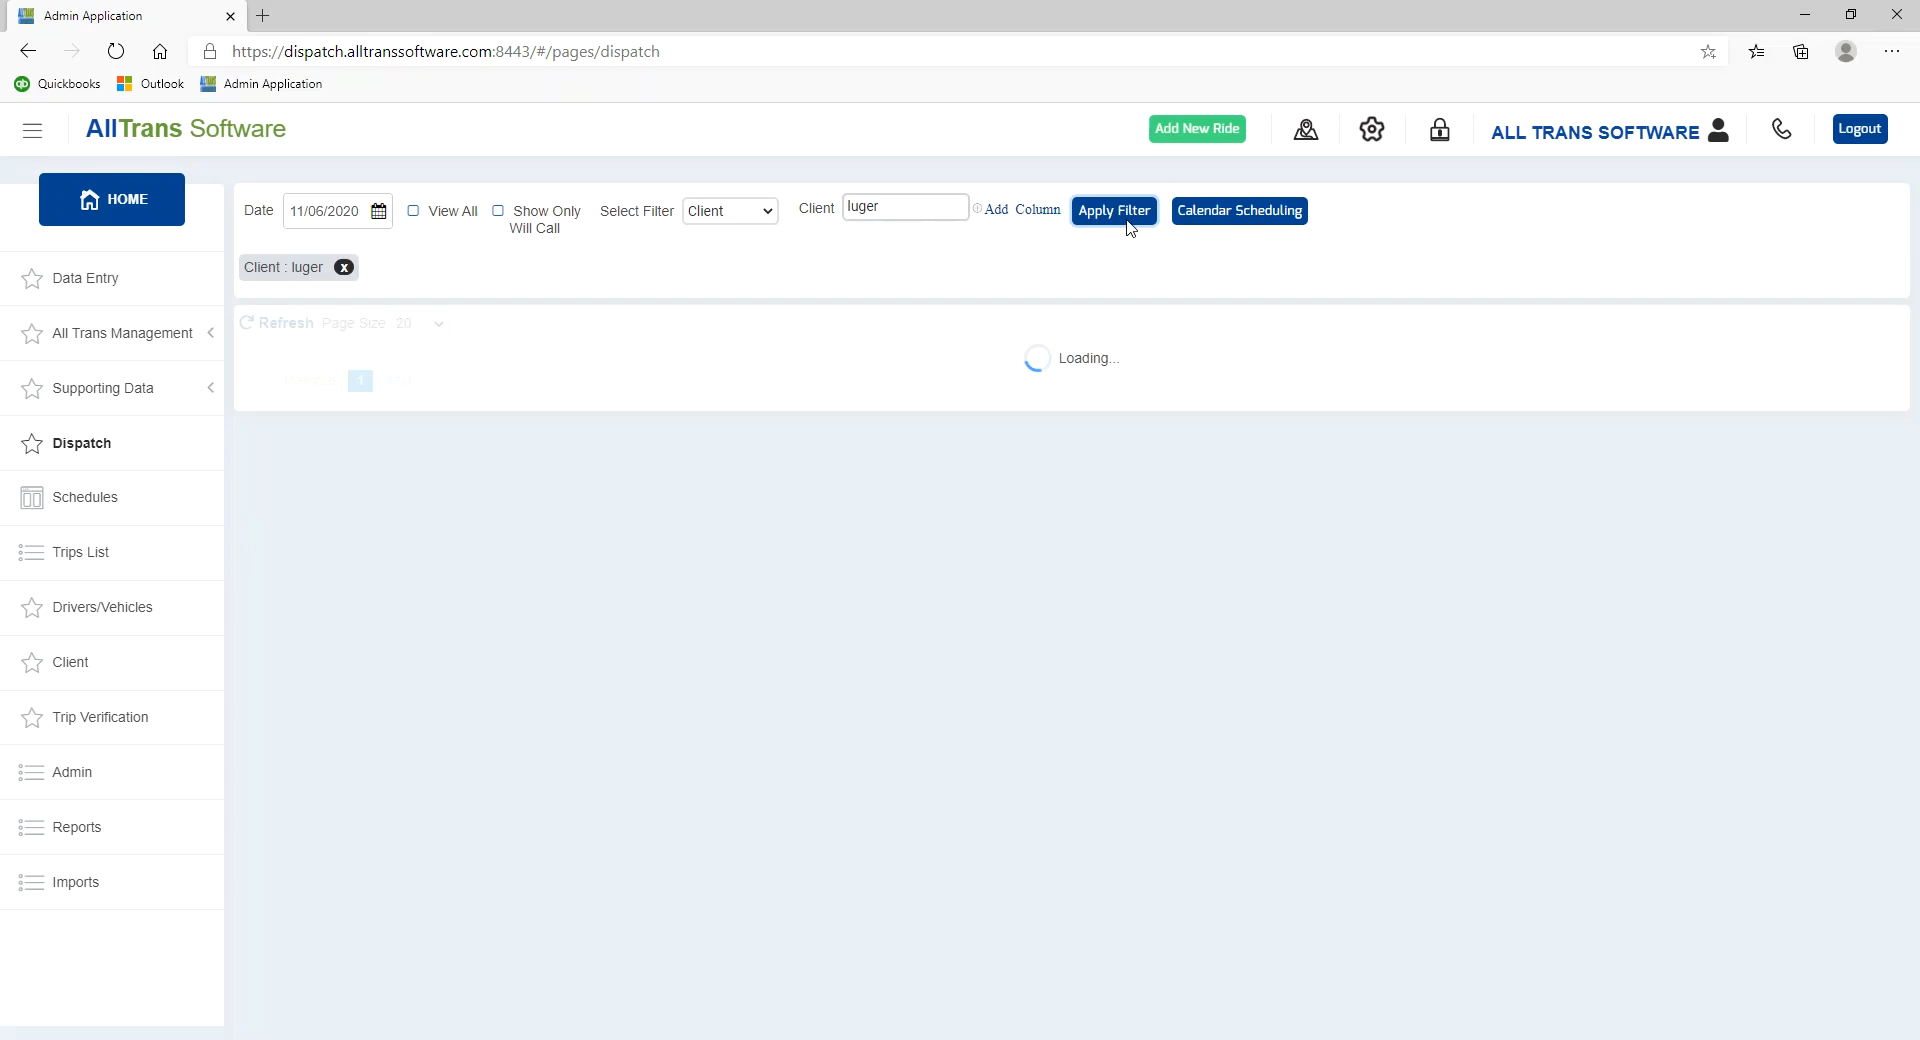 Admin Application
https://dispatch.alltranssoftware.com:8443/#/pages/dispatch
Quickbooks Outlook Admin Application
AllTrans Software Add New Ride ALL TRANS SOFTWARE Logout
HOME
Date 11/06/2020 View All Show Only Will Call Select Filter Client Client luger Add Column Apply Filter Calendar Scheduling
Client : luger x
Refresh Page Size 20
Loading...
1
Data Entry
All Trans Management
Supporting Data
Dispatch
Schedules
Trips List
Drivers/Vehicles
Client
Trip Verification
Admin
Reports
Imports